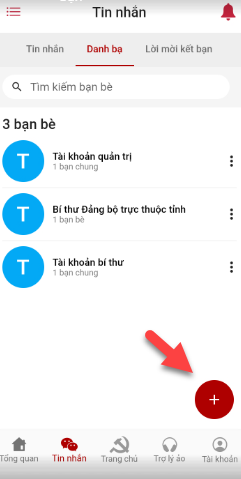 Tin nhắn
Tin nhắn Danh bạ Lời mời kết bạn
Tìm kiếm bạn bè
3 bạn bè
T
Tài khoản quản trị
1 bạn chung
T
Bí thư Đảng bộ trực thuộc tỉnh
1 bạn bè
T
Tài khoản bí thư
1 bạn chung
+
Tổng quan Tin nhắn Trang chủ Trợ lý ảo Tài khoản